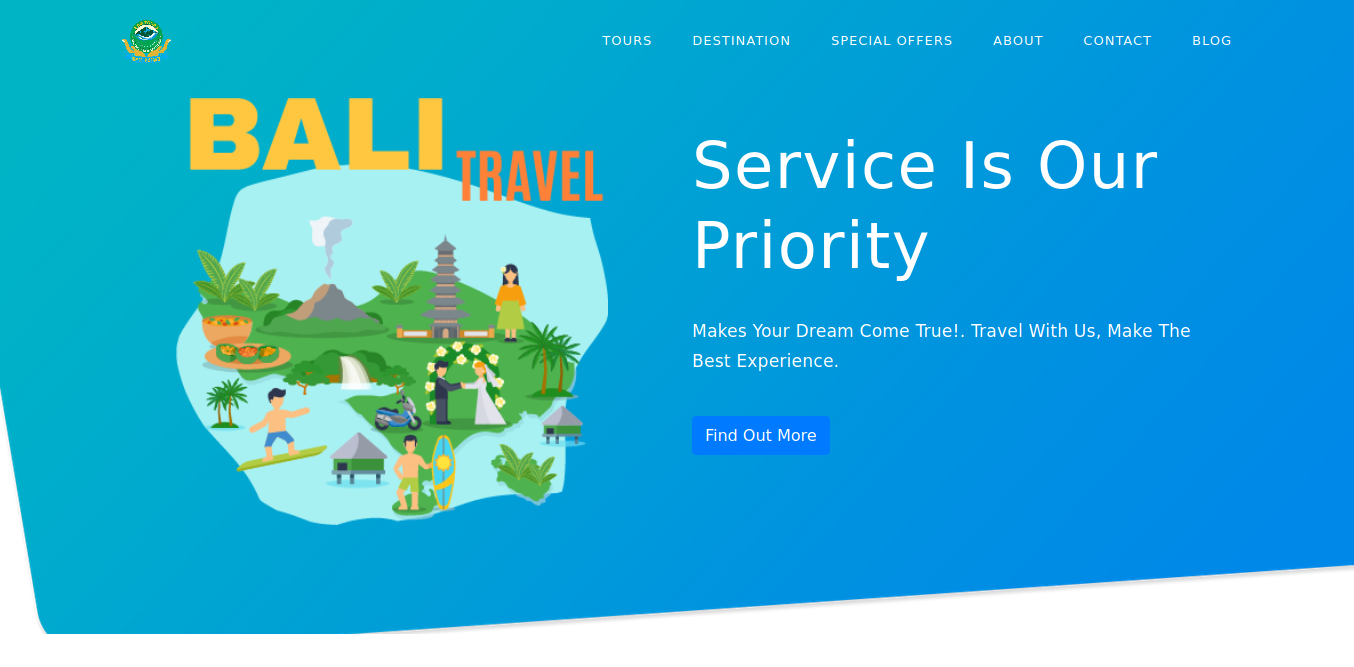 TOURS DESTINATION SPECIAL OFFERS ABOUT CONTACT BLOG
BALI
TRAVEL
Service Is Our
Priority
Makes Your Dream Come True!. Travel With Us, Make The
Best Experience.
Find Out More